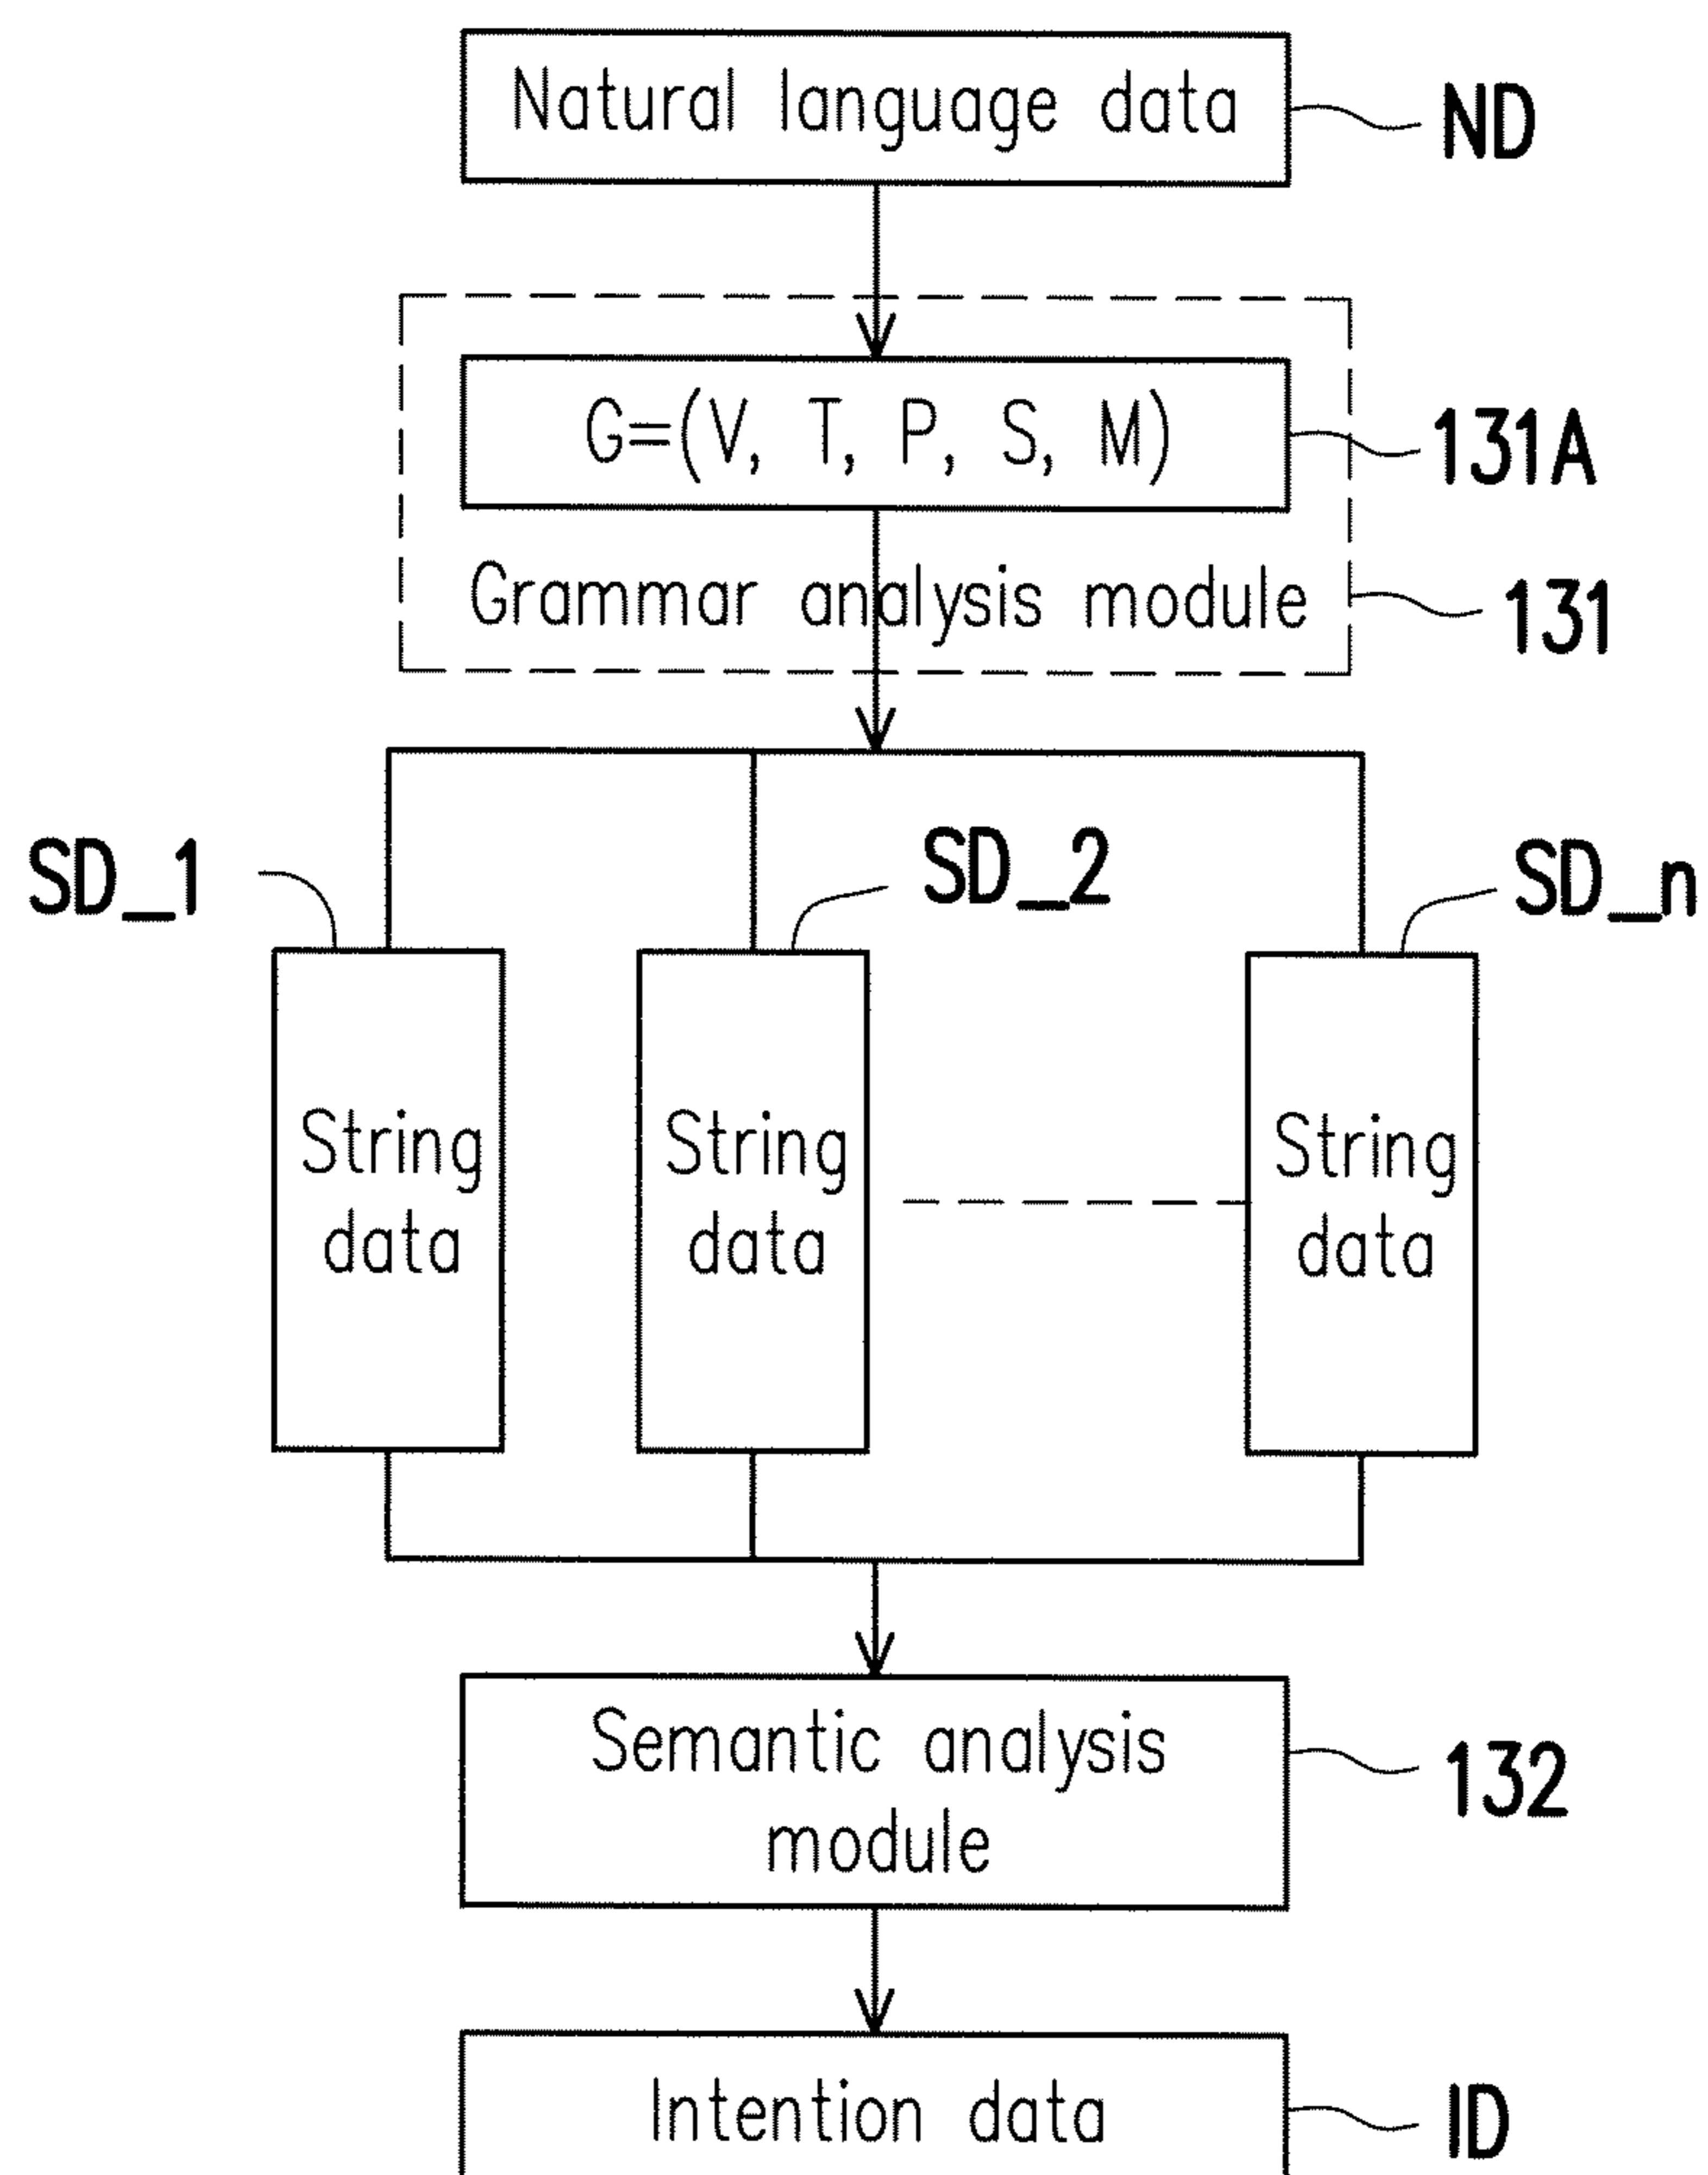 Natural language data
ND
G=(V, T, P, S, M)
131A
Grammar analysis module
131
SD_1
SD_2
SD_n
String
data
String
data
String
data
Semantic analysis
module
132
Intention data
ID